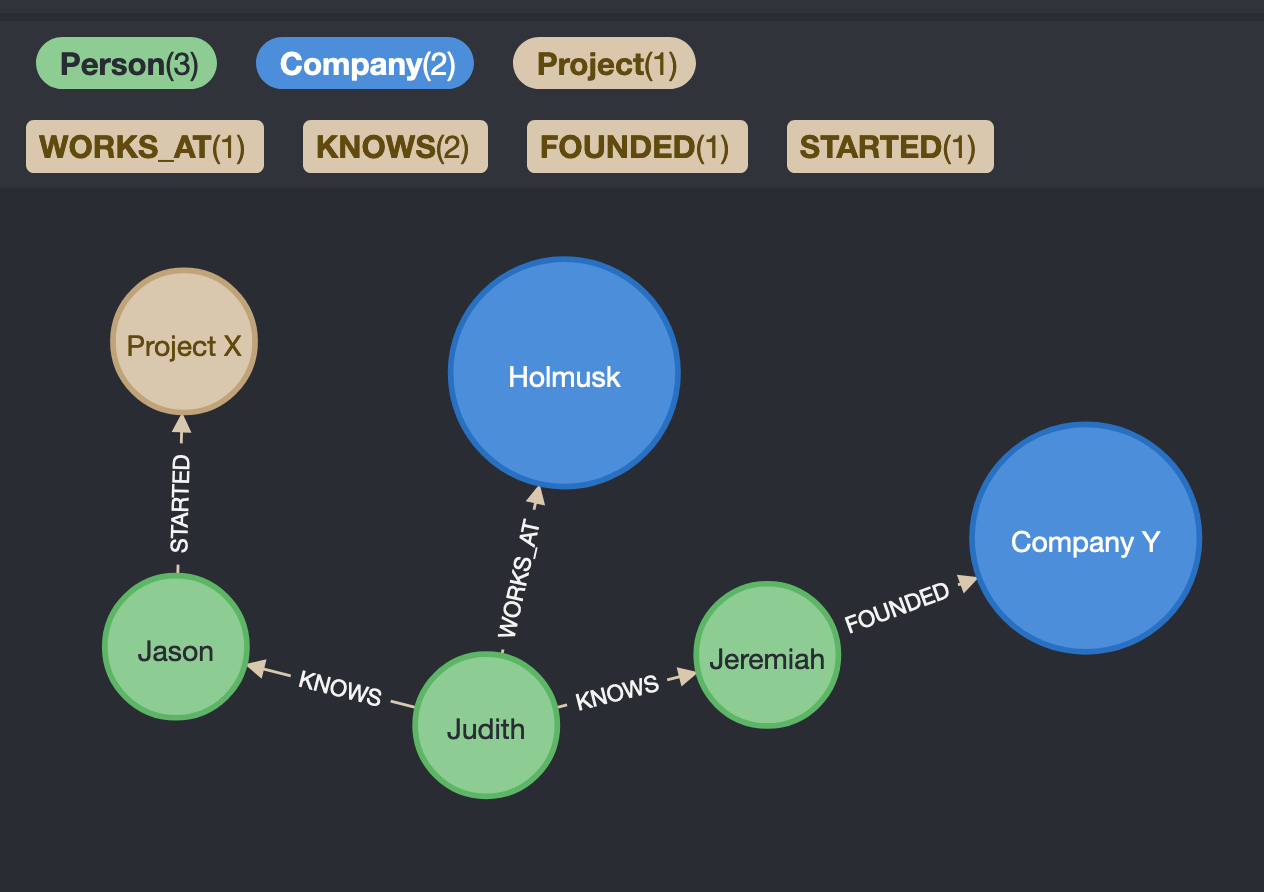 Person(3) Company(2) Project(1)
WORKS_AT(1) KNOWS(2) FOUNDED(1) STARTED(1)
Project X
Holmusk
Company Y
STARTED
WORKS_AT
FOUNDED
Jason
Jeremiah
KNOWS
KNOWS
Judith